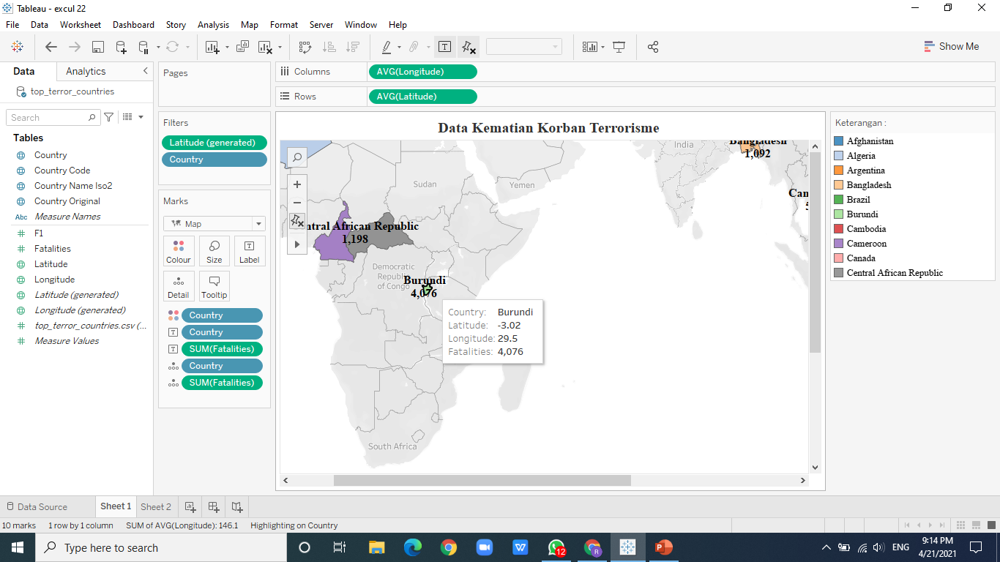 Tableau - excul 22
File Data Worksheet Dashboard Story Analysis Map Format Server Window Help
Show Me
Data Analytics
top_terror_countries
Search
Tables
Country
Country Code
Country Name Iso2
Country Original
Abc Measure Names
F1
Fatalities
Latitude
Longitude
Latitude (generated)
Longitude (generated)
top_terror_countries.csv (...
Measure Values
Pages
Filters
Latitude (generated)
Country
Marks
Map
Colour Size Label
Detail Tooltip
Country
Country
SUM(Fatalities)
Country
SUM(Fatalities)
Columns AVG(Longitude)
Rows AVG(Latitude)
Data Kematian Korban Terrorisme
Bangladesh
1,092
India
Sudan
Yemen
ntral African Republic
1,198
Democratic
Republic
of Congo
Burundi
4,076
Country: Burundi
Latitude: -3.02
Longitude: 29.5
Fatalities: 4,076
South Africa
Keterangan :
Afghanistan
Algeria
Argentina
Bangladesh
Brazil
Burundi
Cambodia
Cameroon
Canada
Central African Republic
Data Source Sheet 1 Sheet 2
10 marks 1 row by 1 column SUM of AVG(Longitude): 146.1 Highlighting on Country
Type here to search
12
R
ENG
9:14 PM
4/21/2021